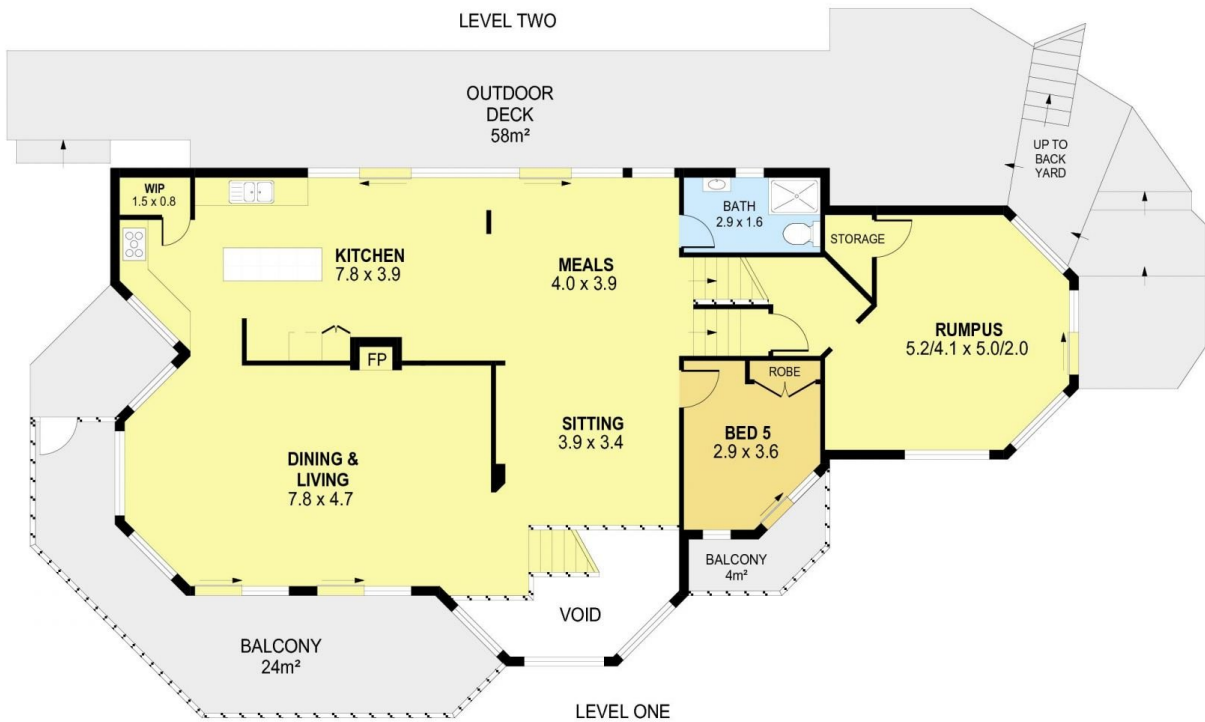 LEVEL TWO
OUTDOOR
DECK
58m²
UP TO
BACK
YARD
WIP
1.5 x 0.8
BATH
2.9 x 1.6
STORAGE
KITCHEN
7.8 x 3.9
MEALS
4.0 x 3.9
RUMPUS
5.2/4.1 x 5.0/2.0
FP
ROBE
SITTING
3.9 x 3.4
BED 5
2.9 x 3.6
DINING &
LIVING
7.8 x 4.7
BALCONY
4m²
VOID
BALCONY
24m²
LEVEL ONE